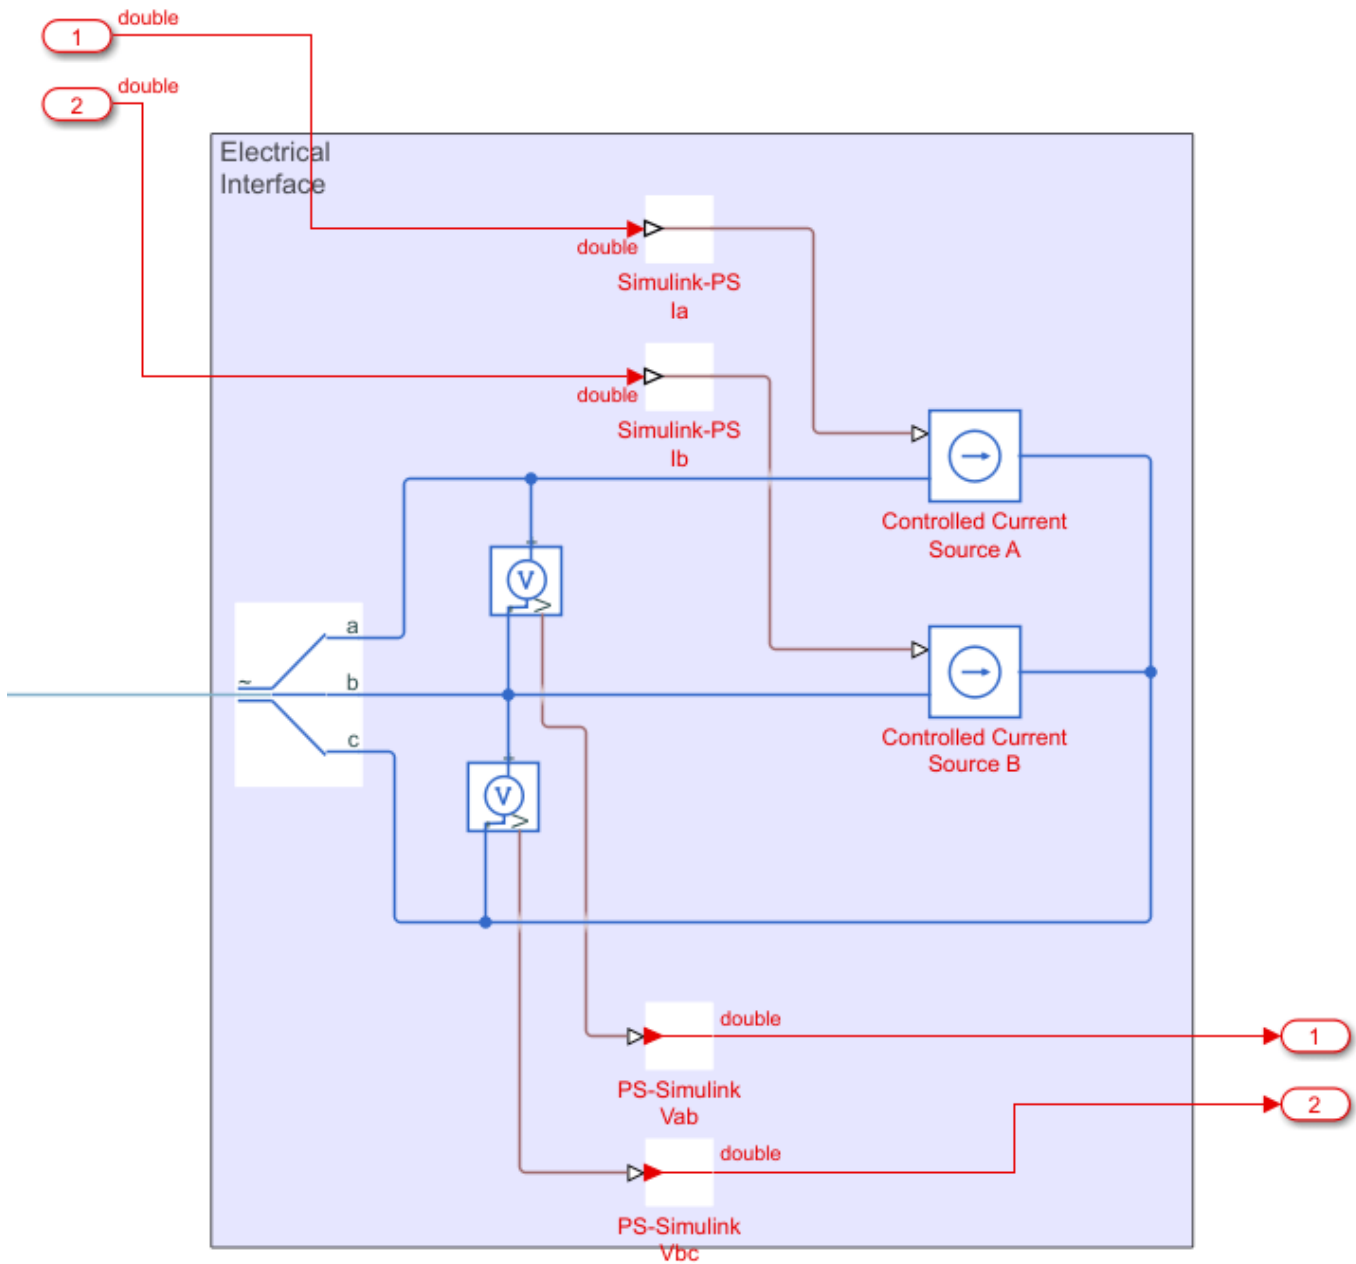 double
1
double
2
Electrical
Interface
double
Simulink-PS
Ia
double
Simulink-PS
Ib
Controlled Current
Source A
a
V
~
b
c
Controlled Current
Source B
V
double
1
PS-Simulink
Vab
2
double
PS-Simulink
Vbc